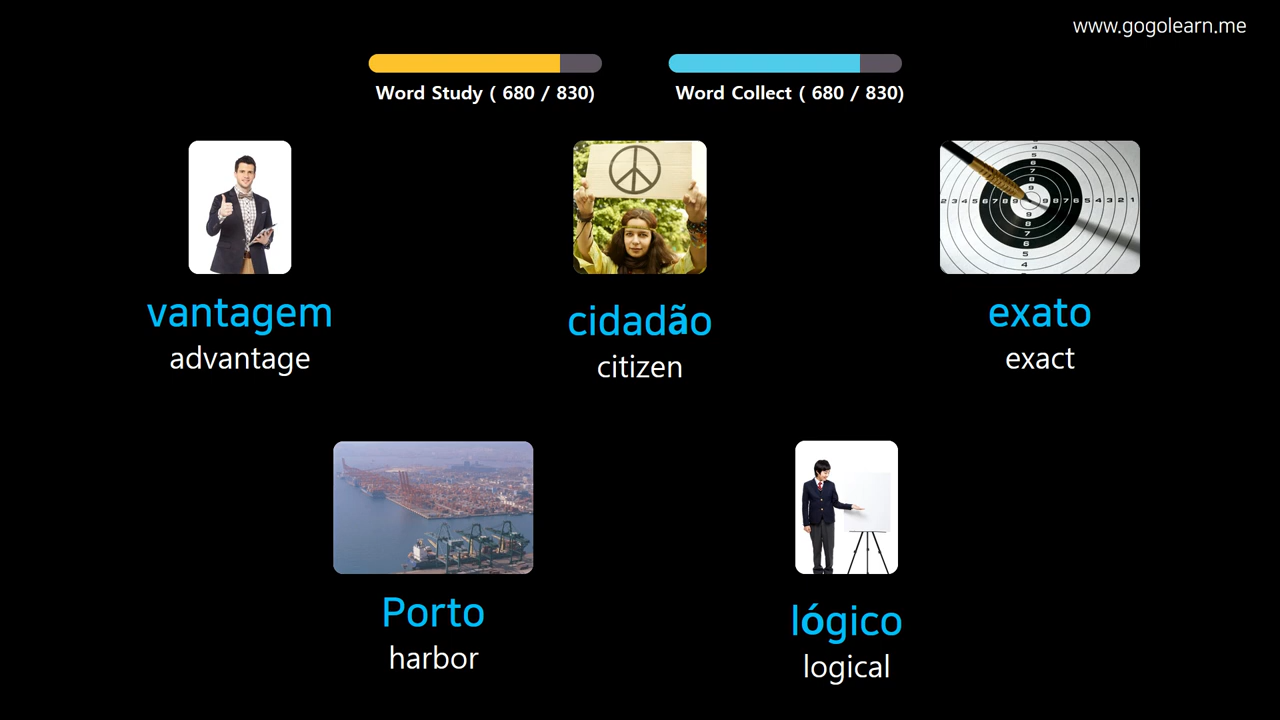 www.gogolearn.me
Word Study ( 680 / 830)
Word Collect ( 680 / 830)
vantagem
advantage
cidadão
citizen
exato
exact
Porto
harbor
lógico
logical